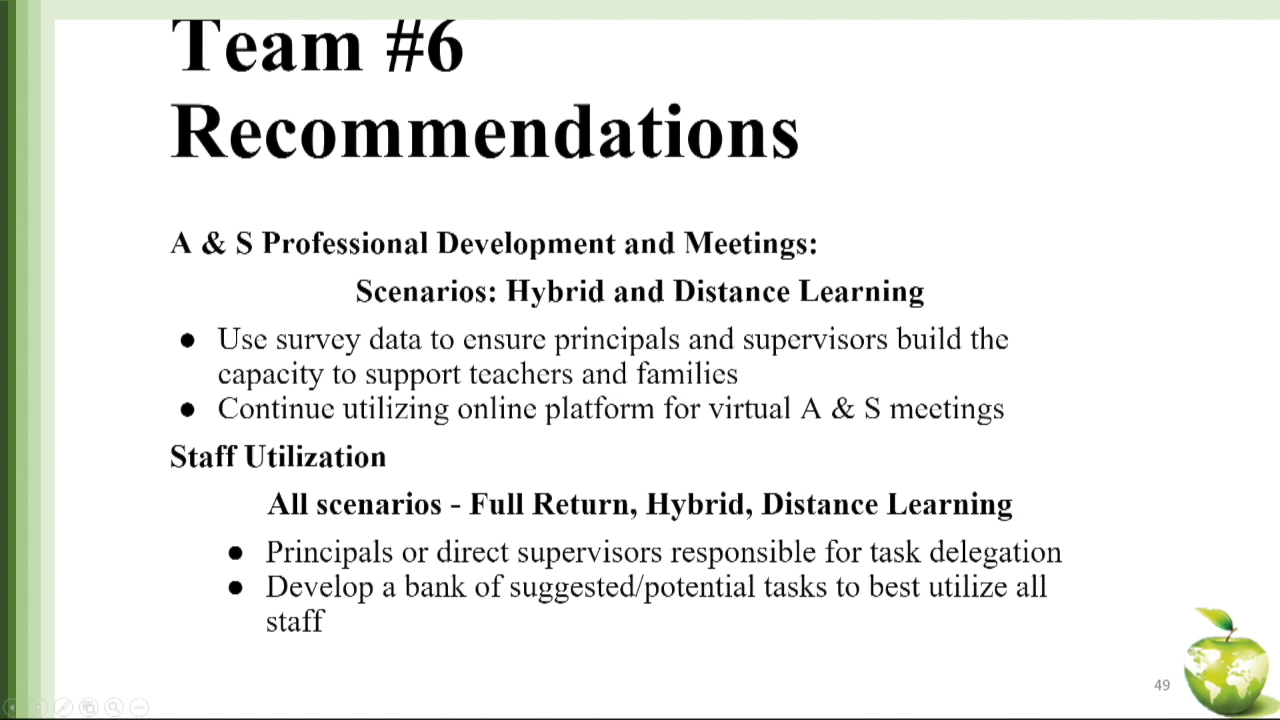 Team #6
Recommendations
A & S Professional Development and Meetings:
Scenarios: Hybrid and Distance Learning
● Use survey data to ensure principals and supervisors build the
capacity to support teachers and families
● Continue utilizing online platform for virtual A & S meetings
Staff Utilization
All scenarios - Full Return, Hybrid, Distance Learning
● Principals or direct supervisors responsible for task delegation
● Develop a bank of suggested/potential tasks to best utilize all
staff
49